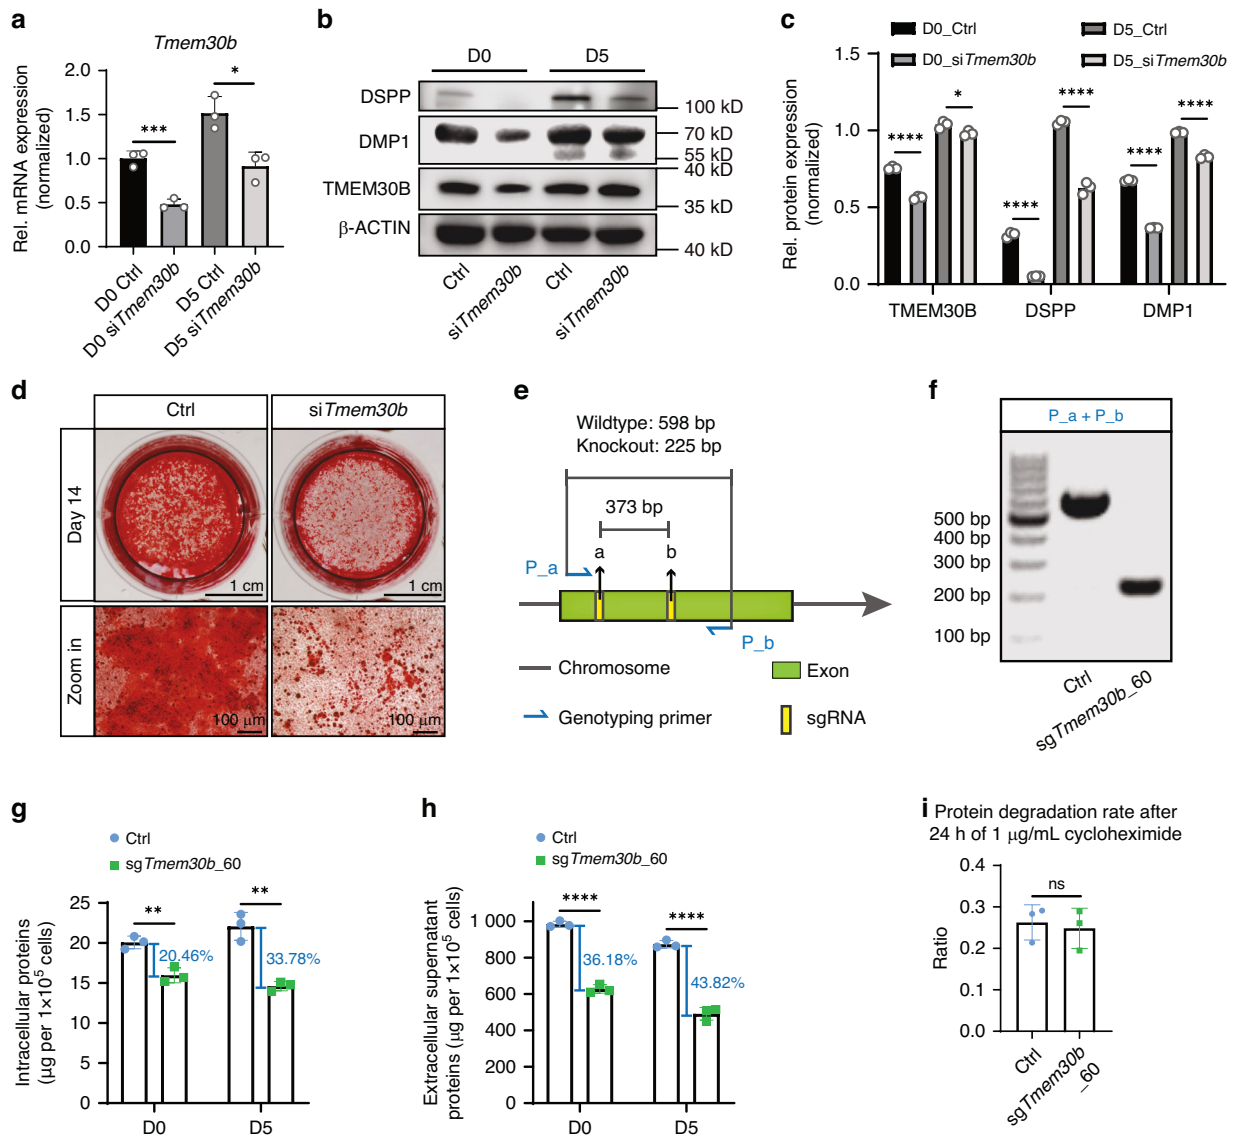 a
Tmem30b
Rel. mRNA expression
(normalized)
2.0
1.5
1.0
0.5
0.0
***
*
D0 Ctrl
D0 siTmem30b
D5 Ctrl
D5 siTmem30b
b
D0
D5
DSPP
100 kD
DMP1
70 kD
55 kD
40 kD
TMEM30B
35 kD
β-ACTIN
40 kD
Ctrl
siTmem30b
Ctrl
siTmem30b
c
D0_Ctrl
D5_Ctrl
D0_siTmem30b
D5_siTmem30b
Rel. protein expression
(normalized)
1.5
1.0
0.5
0.0
****
*
****
****
****
****
TMEM30B
DSPP
DMP1
d
Ctrl
siTmem30b
Day 14
1 cm
1 cm
Zoom in
100 μm
100 μm
e
Wildtype: 598 bp
Knockout: 225 bp
373 bp
a
b
P_a
P_b
Chromosome
Exon
Genotyping primer
sgRNA
f
P_a + P_b
500 bp
400 bp
300 bp
200 bp
100 bp
Ctrl
sgTmem30b_60
g
Ctrl
sgTmem30b_60
Intracellular proteins
(μg per 1×10⁵ cells)
25
20
15
10
5
0
**
**
20.46%
33.78%
D0
D5
h
Ctrl
sgTmem30b_60
Extracellular supernatant
proteins (μg per 1×10⁵ cells)
1 000
800
600
400
200
0
****
****
36.18%
43.82%
D0
D5
i
Protein degradation rate after
24 h of 1 μg/mL cycloheximide
Ratio
0.4
0.3
0.2
0.1
0.0
ns
Ctrl
sgTmem30b
_60